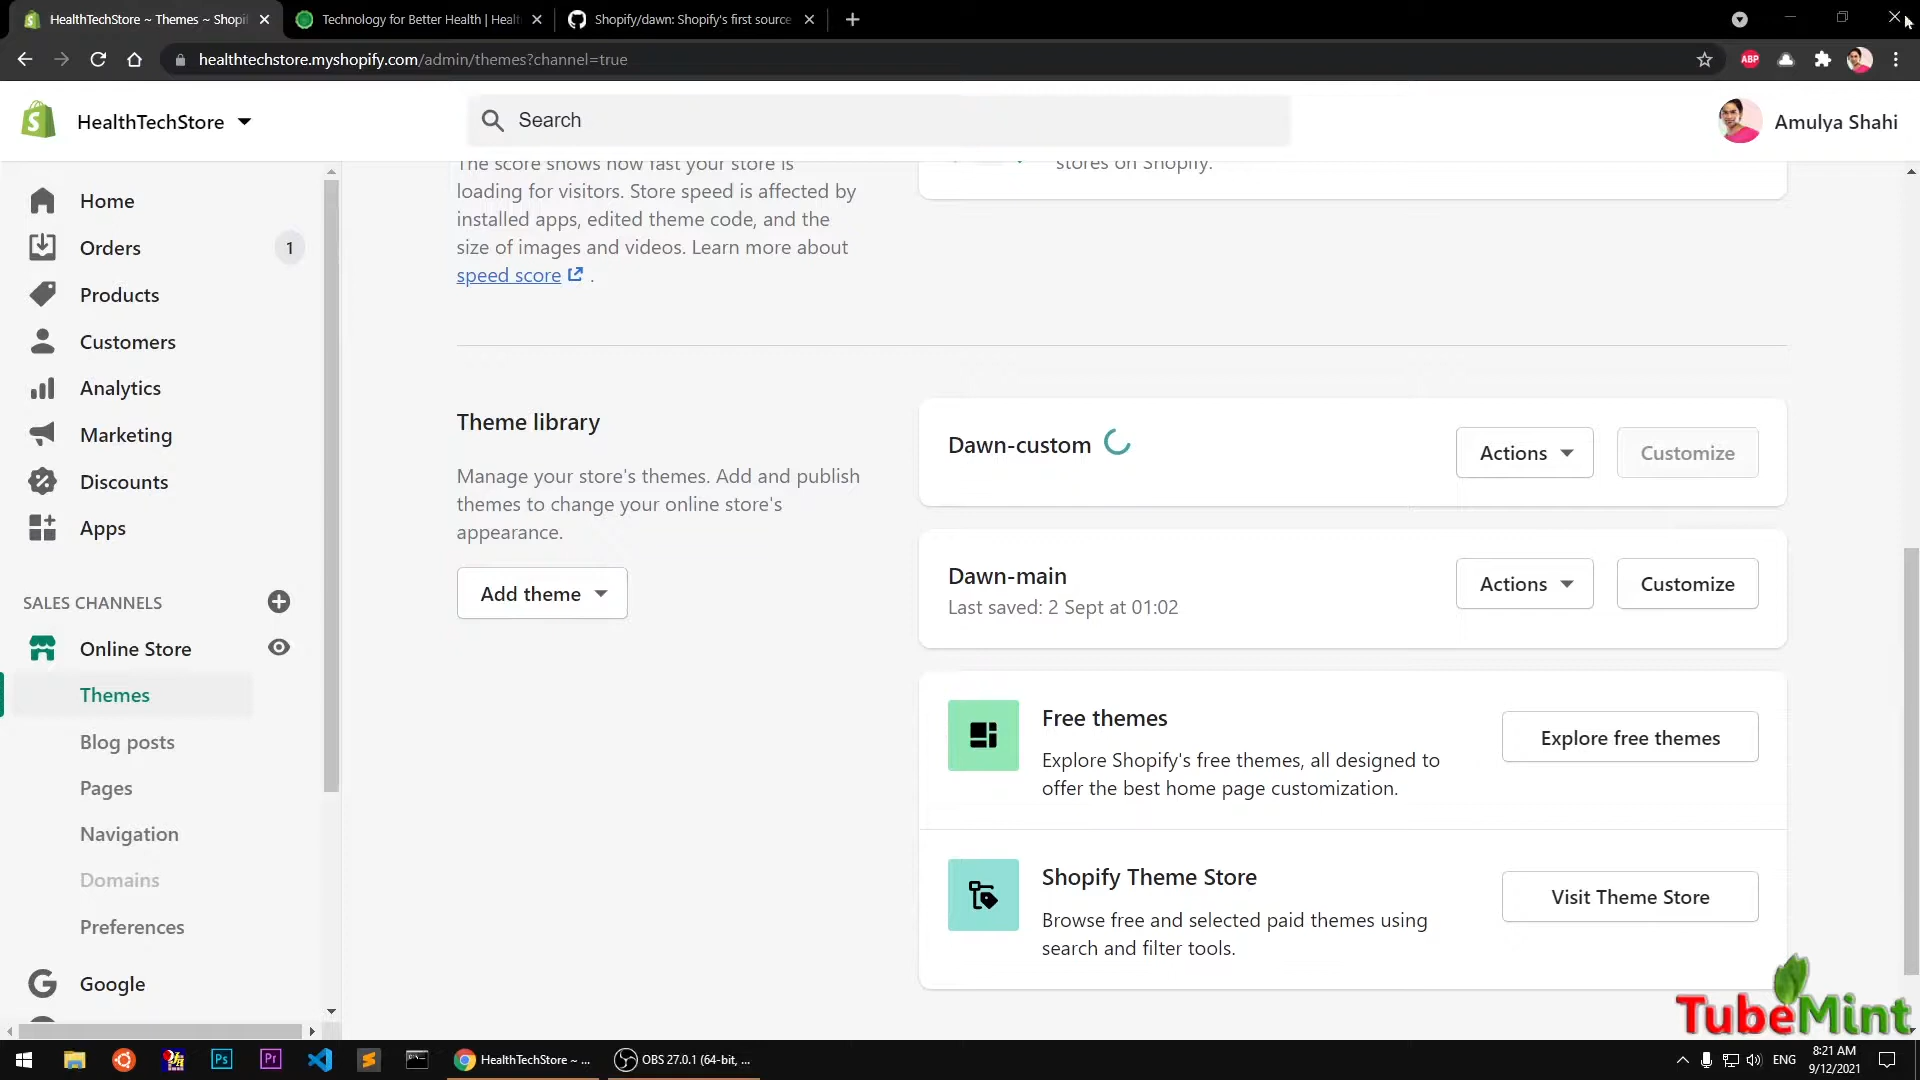 HealthTechStore ~ Themes ~ Shopi
Technology for Better Health | Heal
Shopify/dawn: Shopify's first source
healthtechstore.myshopify.com/admin/themes?channel=true
ABP
HealthTechStore
Search
Amulya Shahi
Home
Orders
1
Products
Customers
Analytics
Marketing
Discounts
Apps
SALES CHANNELS
Online Store
Themes
Blog posts
Pages
Navigation
Domains
Preferences
Google
The score shows how fast your store is
loading for visitors. Store speed is affected by
installed apps, edited theme code, and the
size of images and videos. Learn more about
speed score .
stores on Shopify.
Theme library
Manage your store's themes. Add and publish
themes to change your online store's
appearance.
Add theme
Dawn-custom
Actions
Customize
Dawn-main
Last saved: 2 Sept at 01:02
Actions
Customize
Free themes
Explore Shopify's free themes, all designed to
offer the best home page customization.
Explore free themes
Shopify Theme Store
Browse free and selected paid themes using
search and filter tools.
Visit Theme Store
TubeMint
Ps
Pr
HealthTechStore ~ ...
OBS 27.0.1 (64-bit, ...
ENG
8:21 AM
9/12/2021